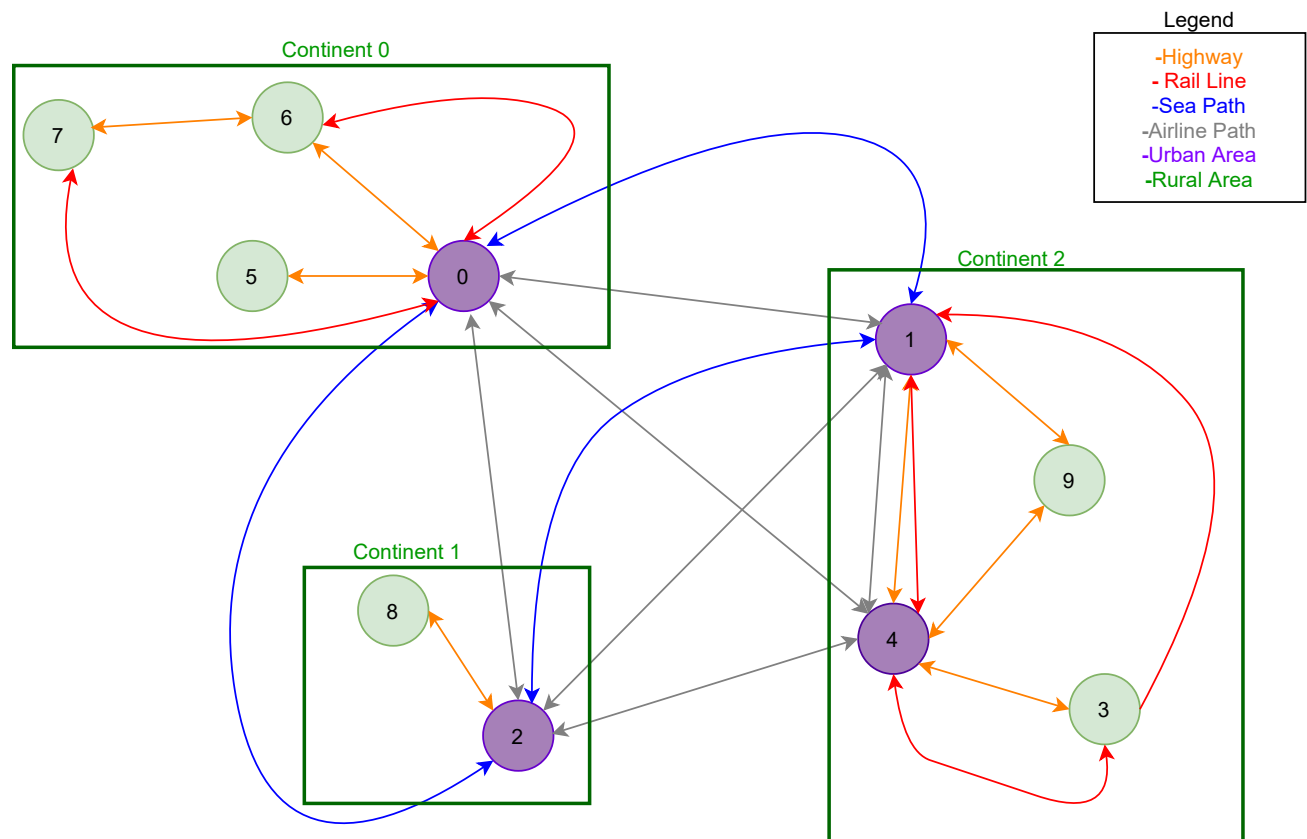 Legend
-Highway
- Rail Line
-Sea Path
-Airline Path
-Urban Area
-Rural Area
Continent 0
7
6
5
0
Continent 2
1
9
4
3
Continent 1
8
2